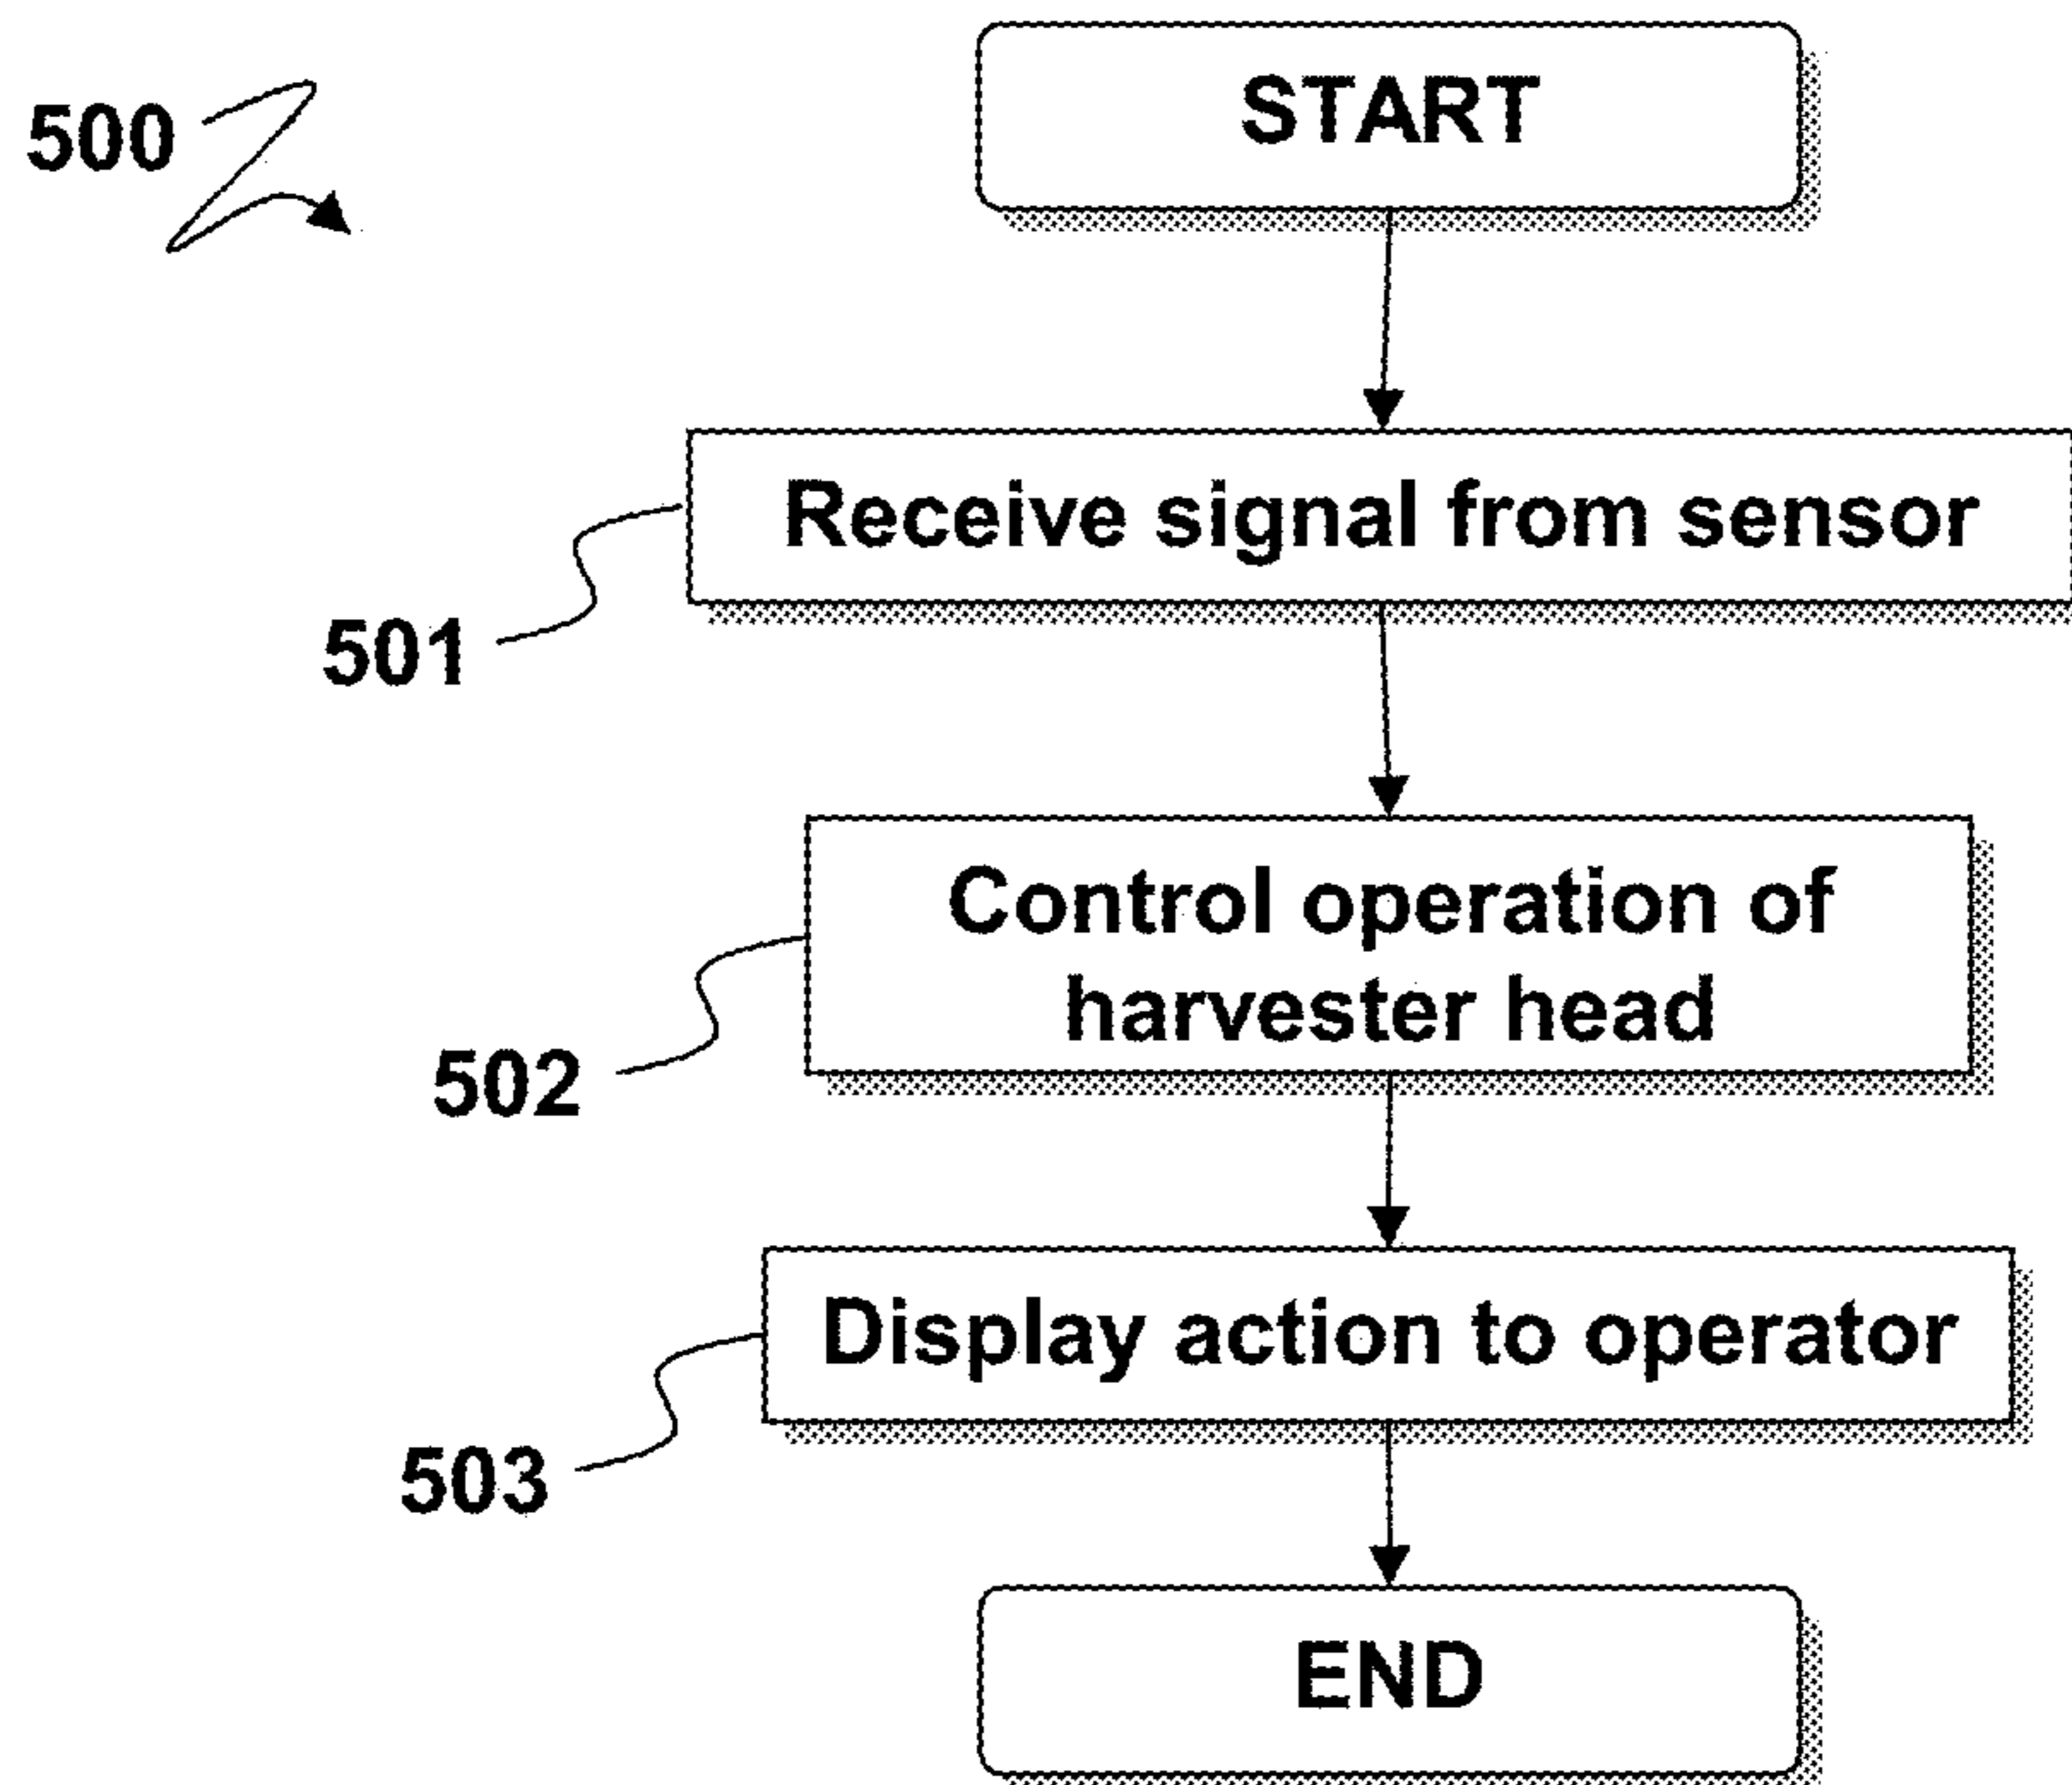 500
START
Receive signal from sensor
501
Control operation of
harvester head
502
Display action to operator
503
END